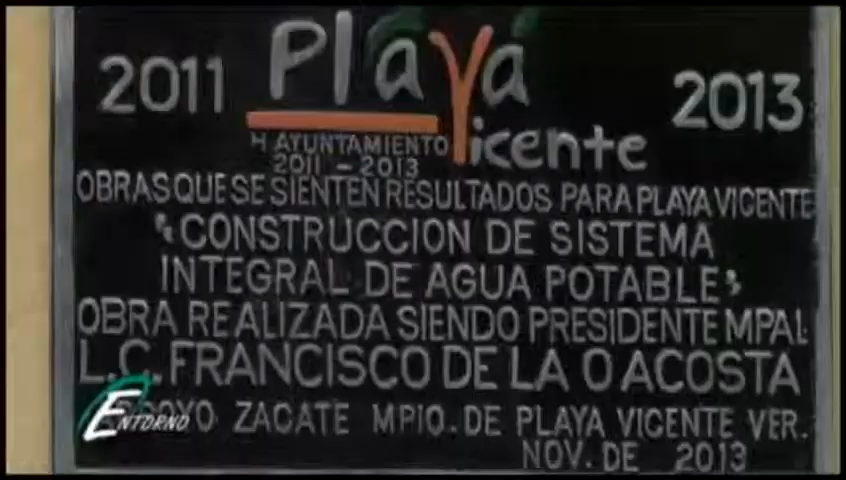 2011 Playa 2013
Vicente
H AYUNTAMIENTO
2011 - 2013
OBRAS QUE SE SIENTEN RESULTADOS PARA PLAYA VICENTE
"CONSTRUCCION DE SISTEMA
INTEGRAL DE AGUA POTABLE"
OBRA REALIZADA SIENDO PRESIDENTE MPAL.
L.C. FRANCISCO DE LA O ACOSTA
ZACATE MPIO. DE PLAYA VICENTE VER.
NOV. DE 2013
ENTORNO